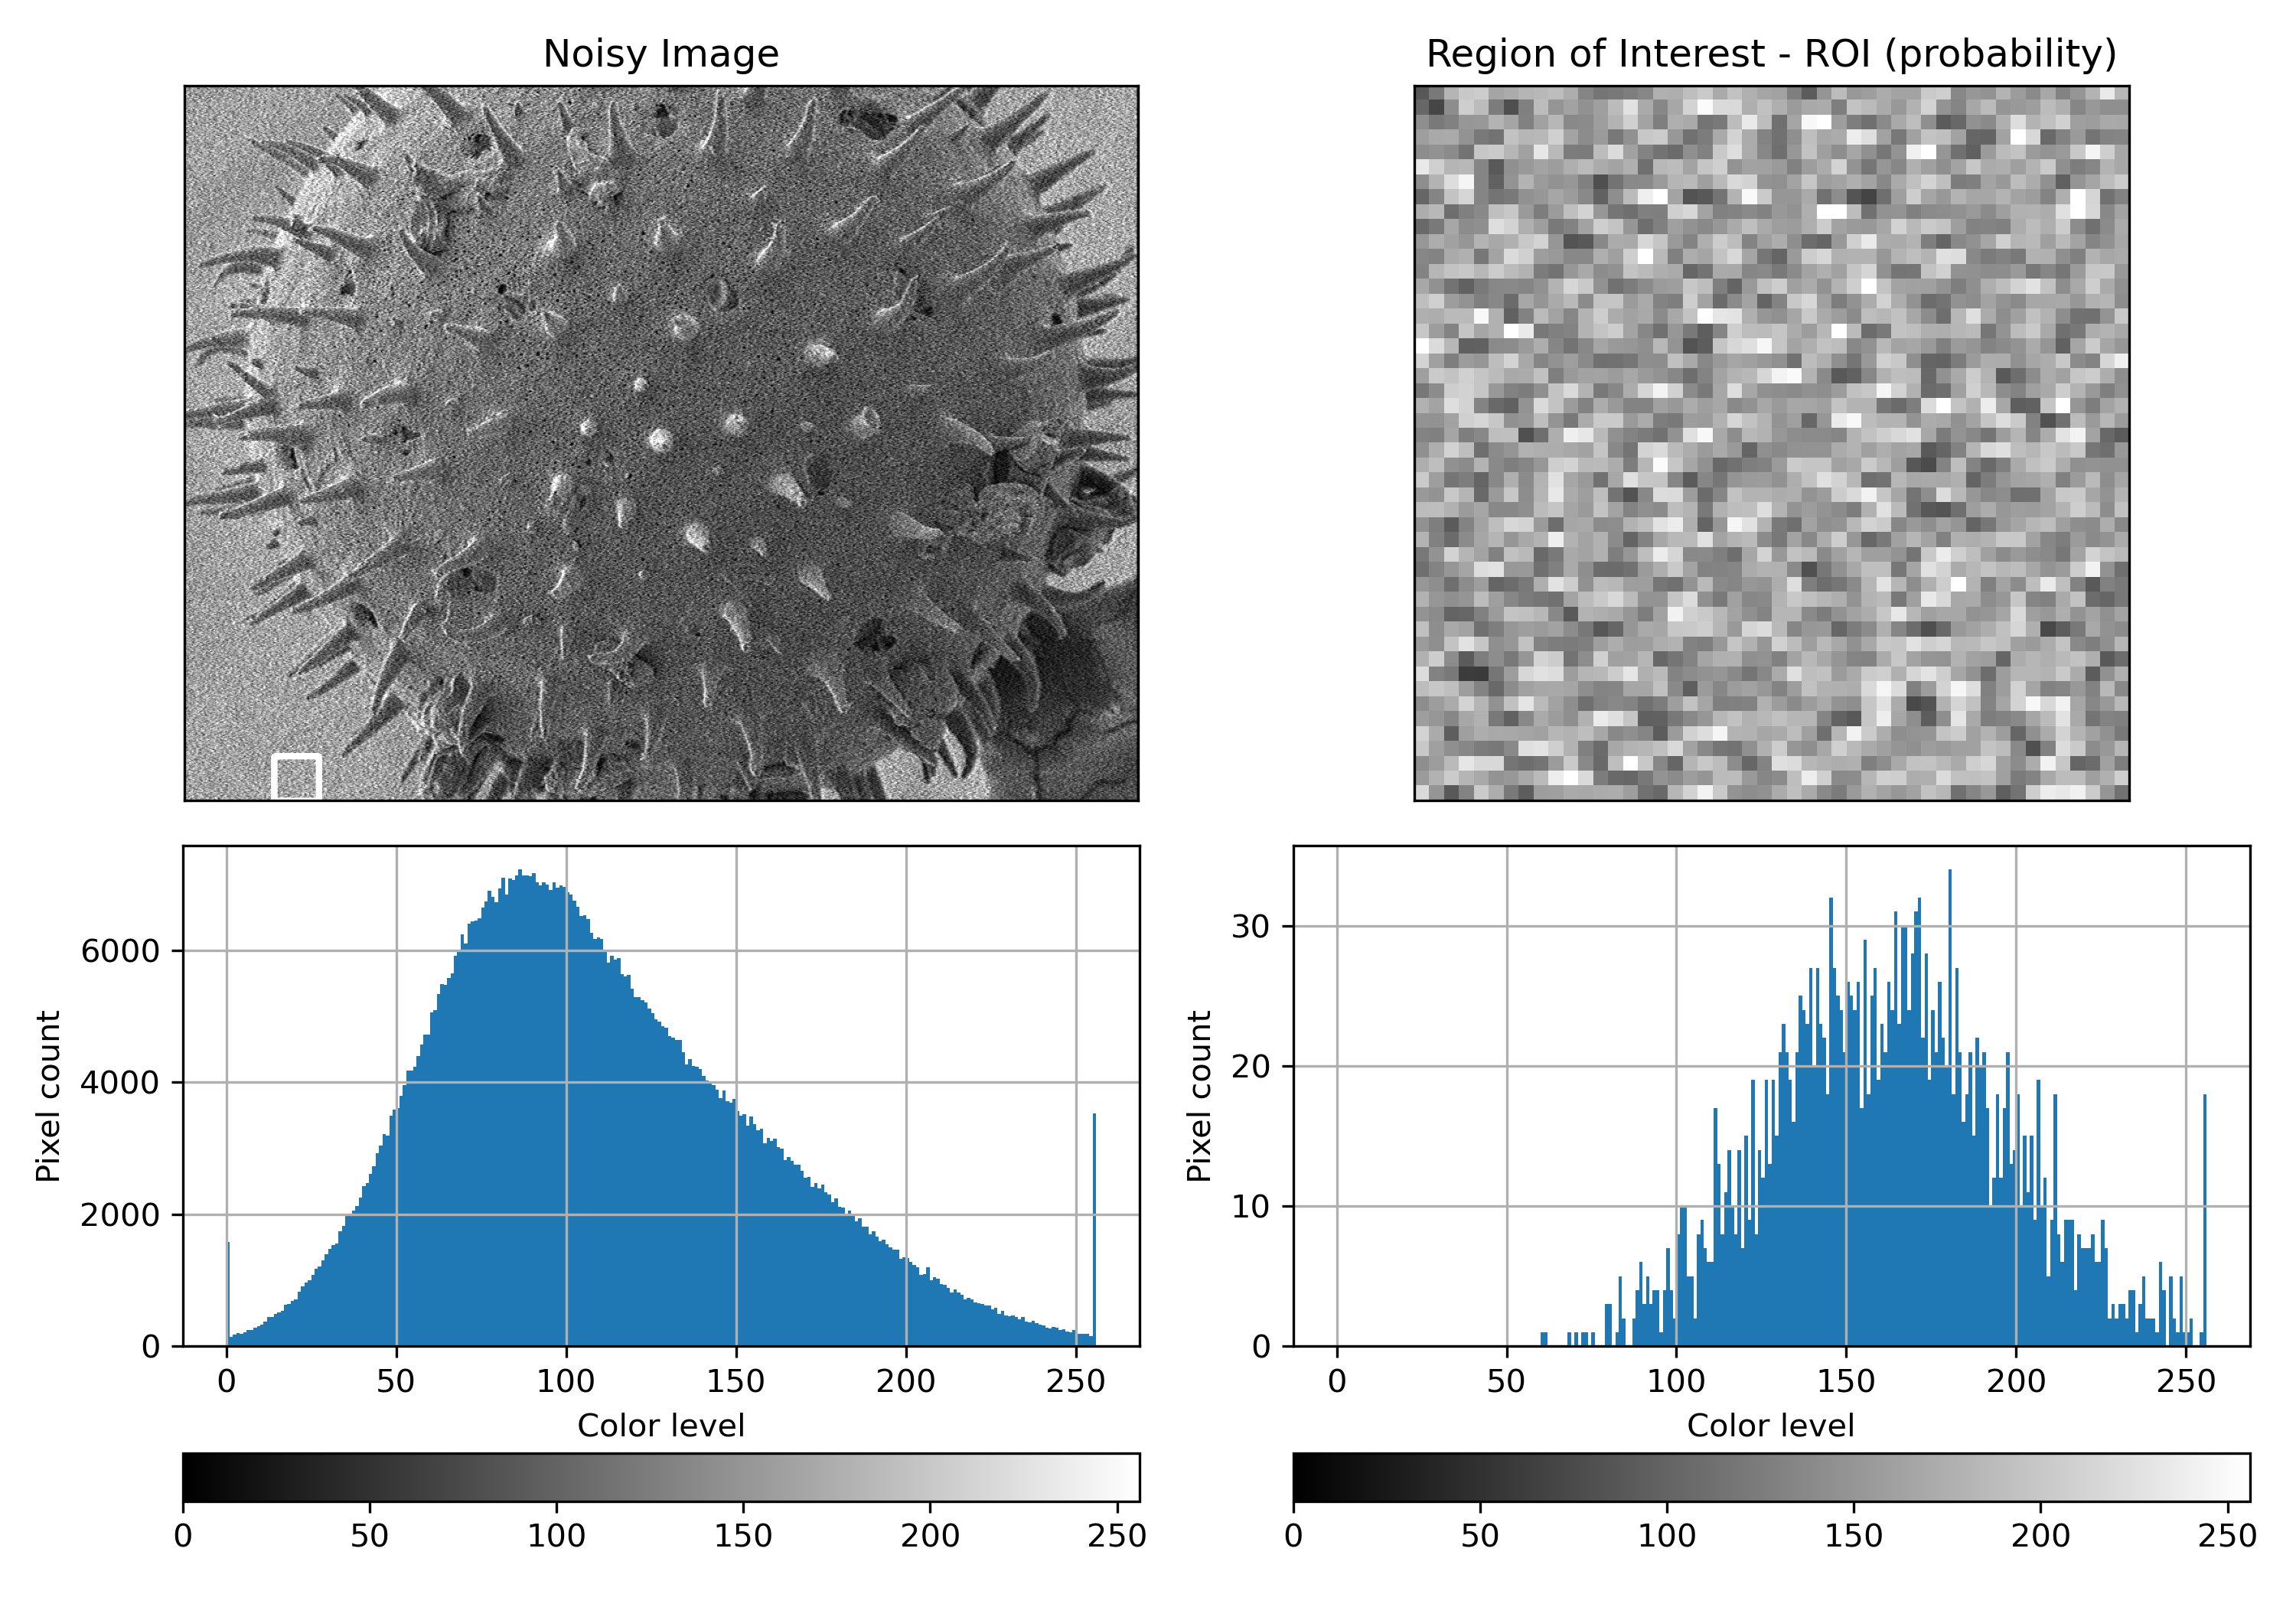 Noisy Image
Region of Interest - ROI (probability)
Pixel count
6000
4000
2000
0
0 50 100 150 200 250
Color level
0 50 100 150 200 250
Pixel count
30
20
10
0
0 50 100 150 200 250
Color level
0 50 100 150 200 250